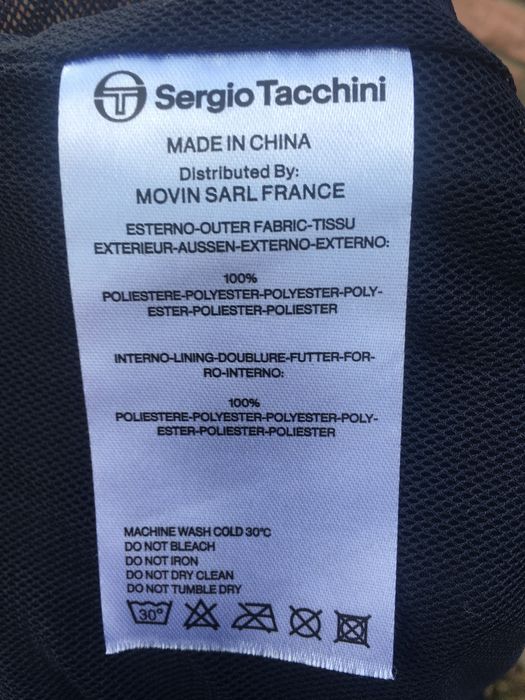 Sergio Tacchini
MADE IN CHINA
Distributed By:
MOVIN SARL FRANCE
ESTERNO-OUTER FABRIC-TISSU
EXTERIEUR-AUSSEN-EXTERNO-EXTERNO:
100%
POLIESTERE-POLYESTER-POLYESTER-POLY-
ESTER-POLIESTER-POLIESTER
INTERNO-LINING-DOUBLURE-FUTTER-FOR-
RO-INTERNO:
100%
POLIESTERE-POLYESTER-POLYESTER-POLY-
ESTER-POLIESTER-POLIESTER
MACHINE WASH COLD 30°C
DO NOT BLEACH
DO NOT IRON
DO NOT DRY CLEAN
DO NOT TUMBLE DRY
30°